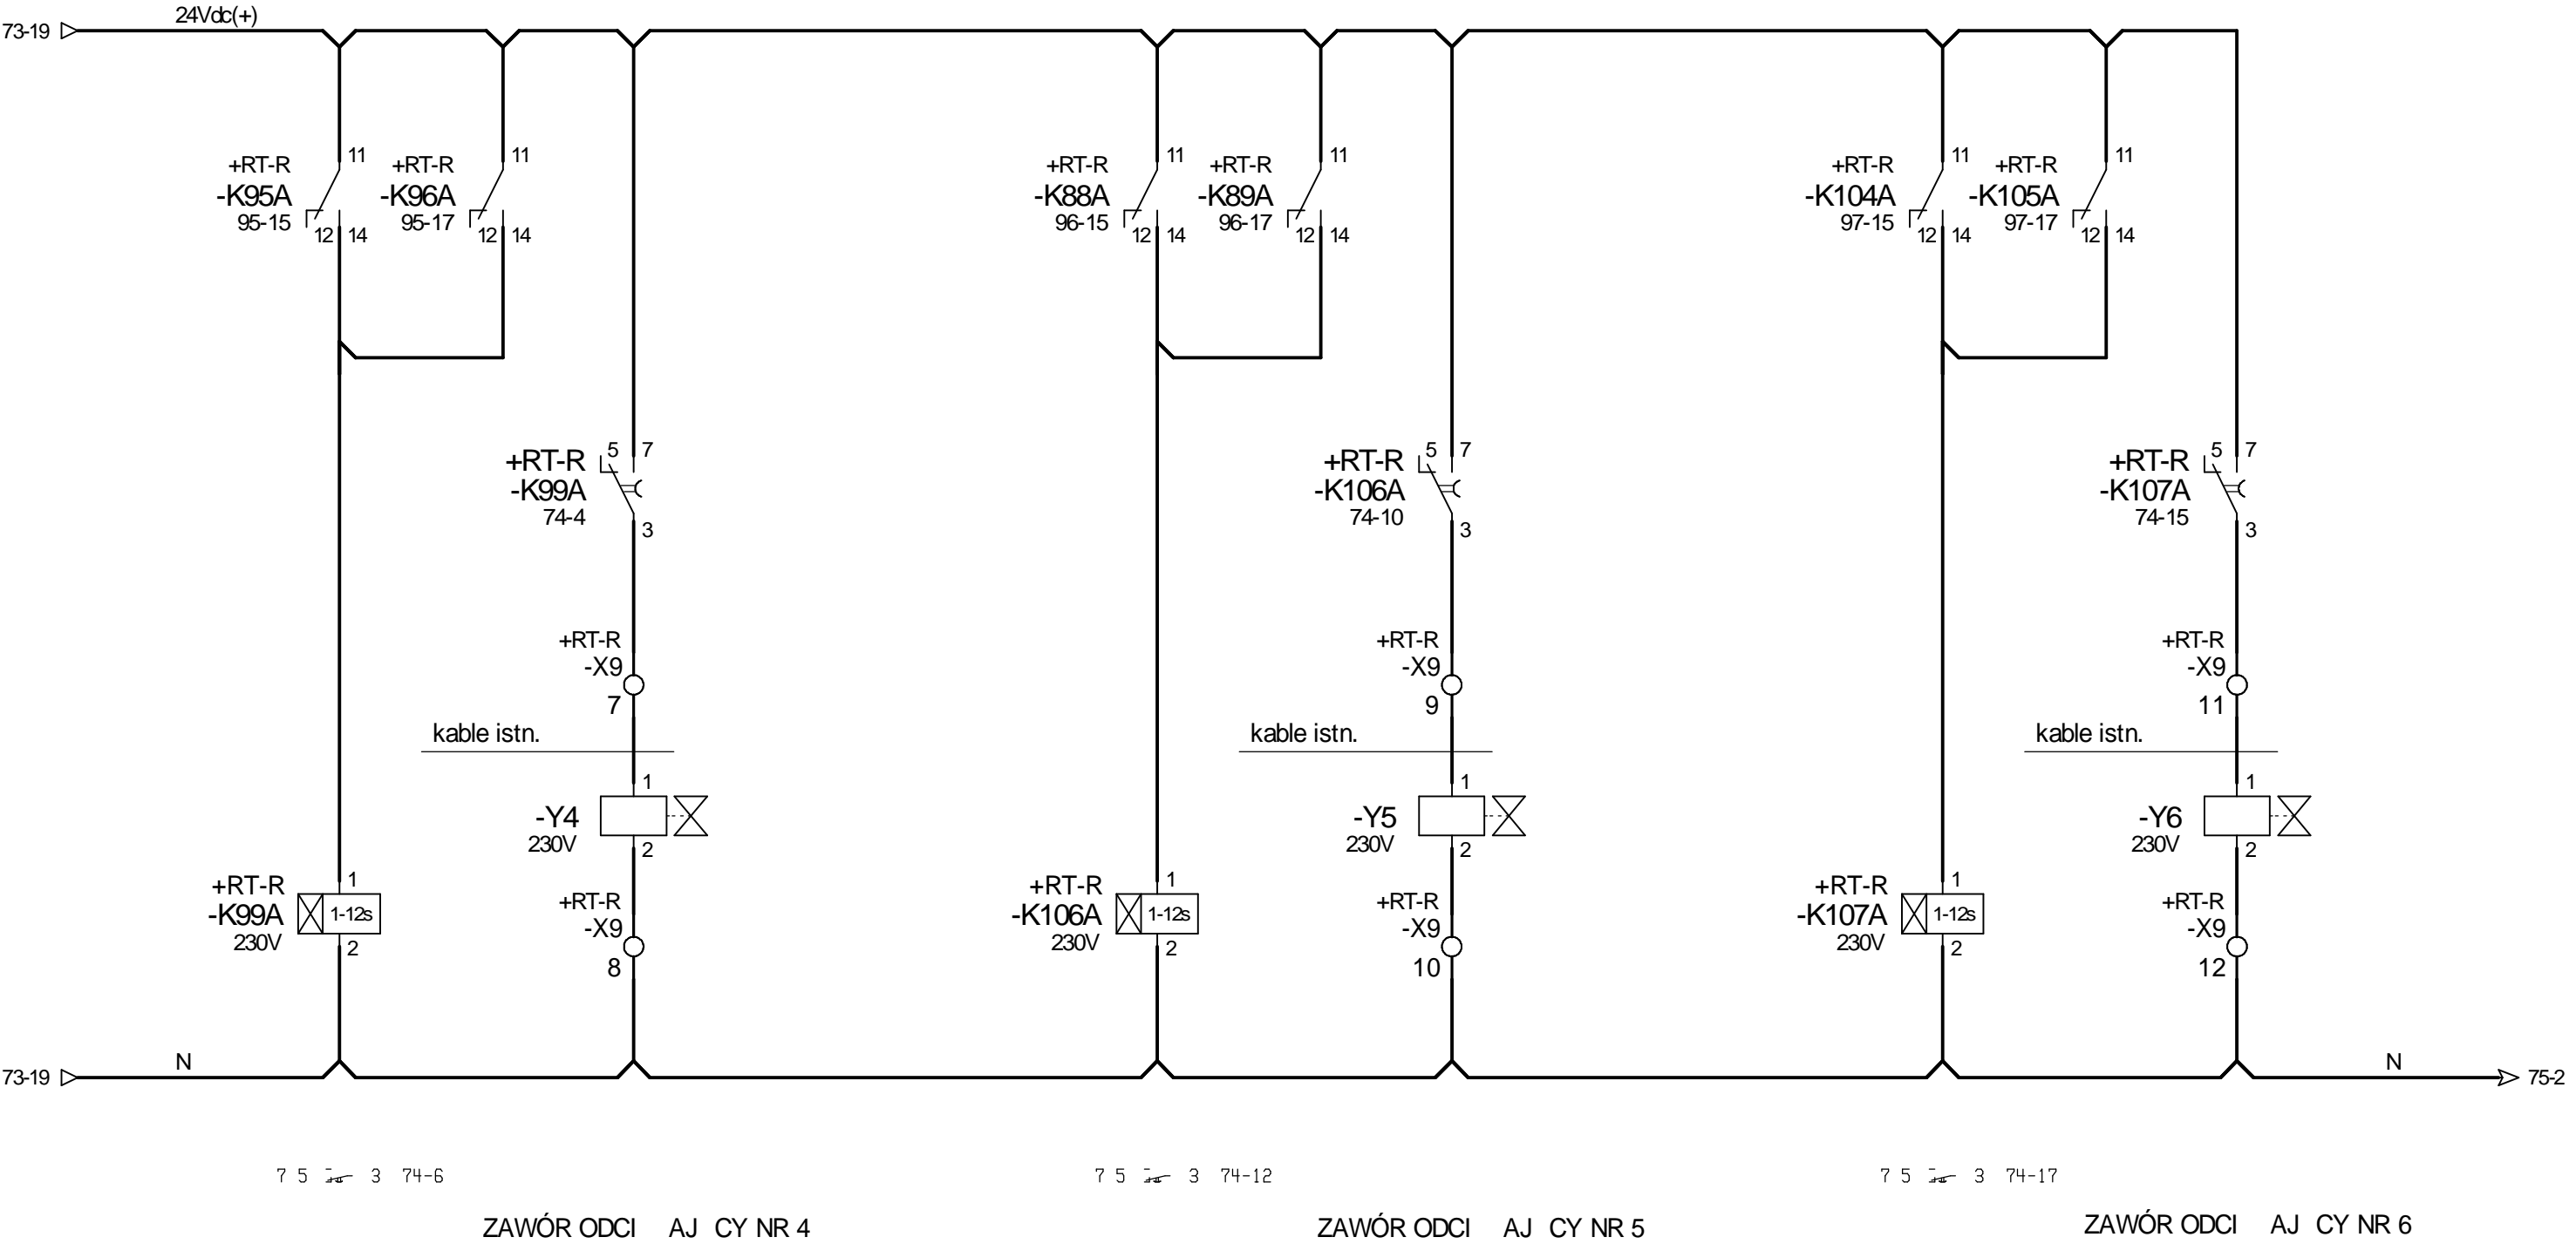 24Vdc(+)
73-19
+RT-R
-K95A
95-15
11
12 14
+RT-R
-K96A
95-17
11
12 14
+RT-R
-K88A
96-15
11
12 14
+RT-R
-K89A
96-17
11
12 14
+RT-R
-K104A
97-15
11
12 14
+RT-R
-K105A
97-17
11
12 14
+RT-R
-K99A
74-4
5 7
3
+RT-R
-K106A
74-10
5 7
3
+RT-R
-K107A
74-15
5 7
3
+RT-R
-X9
7
+RT-R
-X9
9
+RT-R
-X9
11
kable istn.
kable istn.
kable istn.
1
-Y4
230V
2
1
-Y5
230V
2
1
-Y6
230V
2
+RT-R
-K99A
230V
1
1-12s
2
+RT-R
-X9
8
+RT-R
-K106A
230V
1
1-12s
2
+RT-R
-X9
10
+RT-R
-K107A
230V
1
1-12s
2
+RT-R
-X9
12
73-19
N
N
75-2
7 5 3 74-6
7 5 3 74-12
7 5 3 74-17
ZAWÓR ODCI AJ CY NR 4
ZAWÓR ODCI AJ CY NR 5
ZAWÓR ODCI AJ CY NR 6